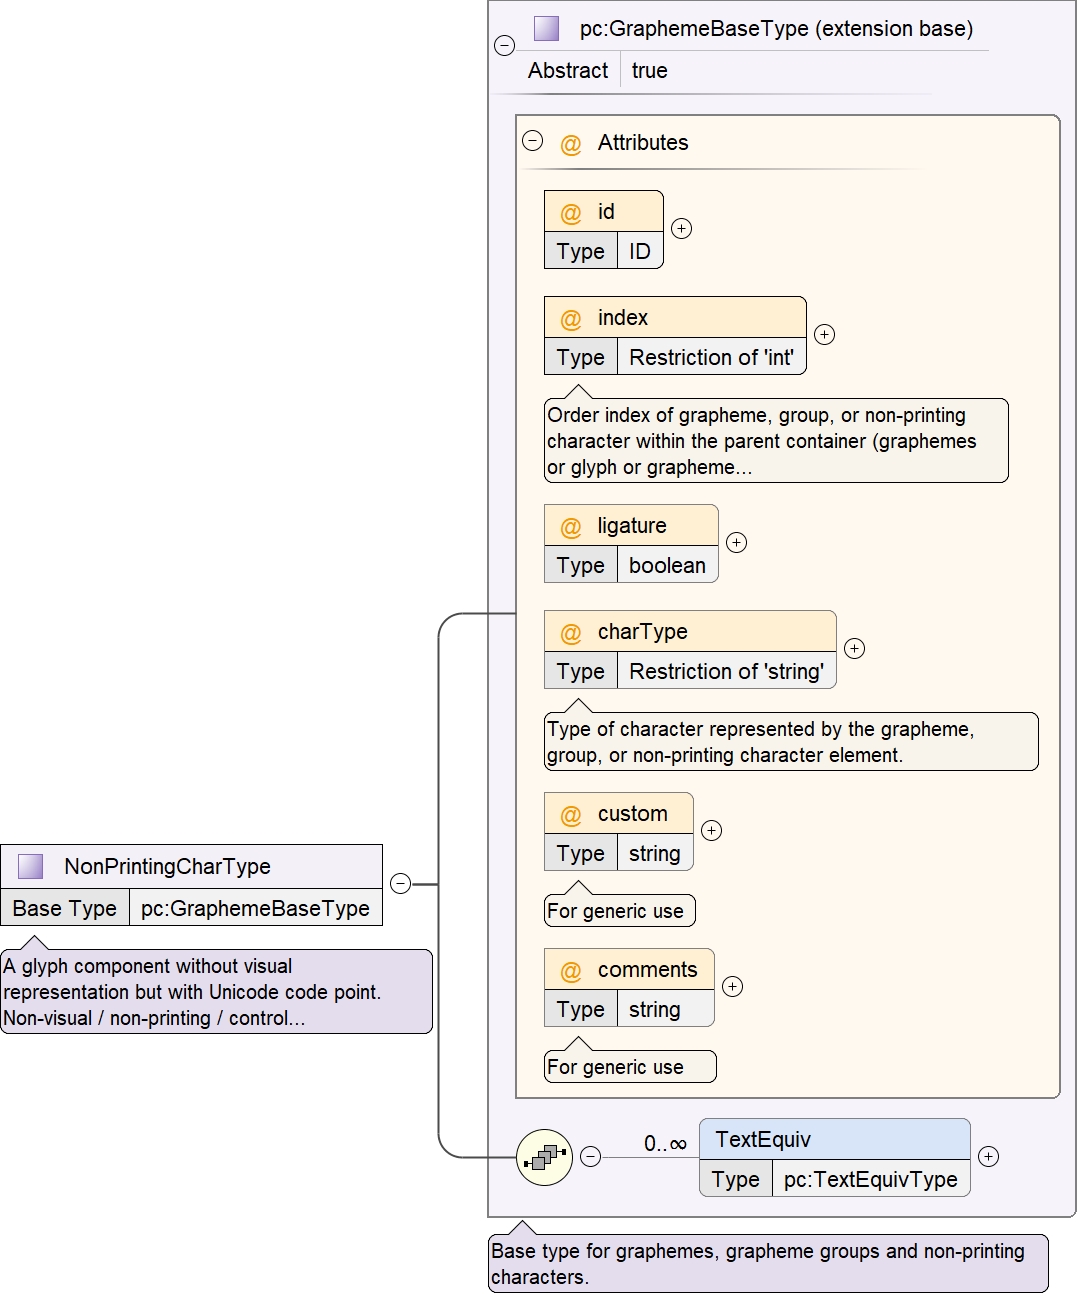 pc:GraphemeBaseType (extension base)
Abstract true
@ Attributes
@ id
Type ID
@ index
Type Restriction of 'int'
Order index of grapheme, group, or non-printing
character within the parent container (graphemes
or glyph or grapheme...
@ ligature
Type boolean
@ charType
Type Restriction of 'string'
Type of character represented by the grapheme,
group, or non-printing character element.
@ custom
Type string
For generic use
@ comments
Type string
For generic use
NonPrintingCharType
Base Type pc:GraphemeBaseType
A glyph component without visual
representation but with Unicode code point.
Non-visual / non-printing / control...
0..∞
TextEquiv
Type pc:TextEquivType
Base type for graphemes, grapheme groups and non-printing
characters.